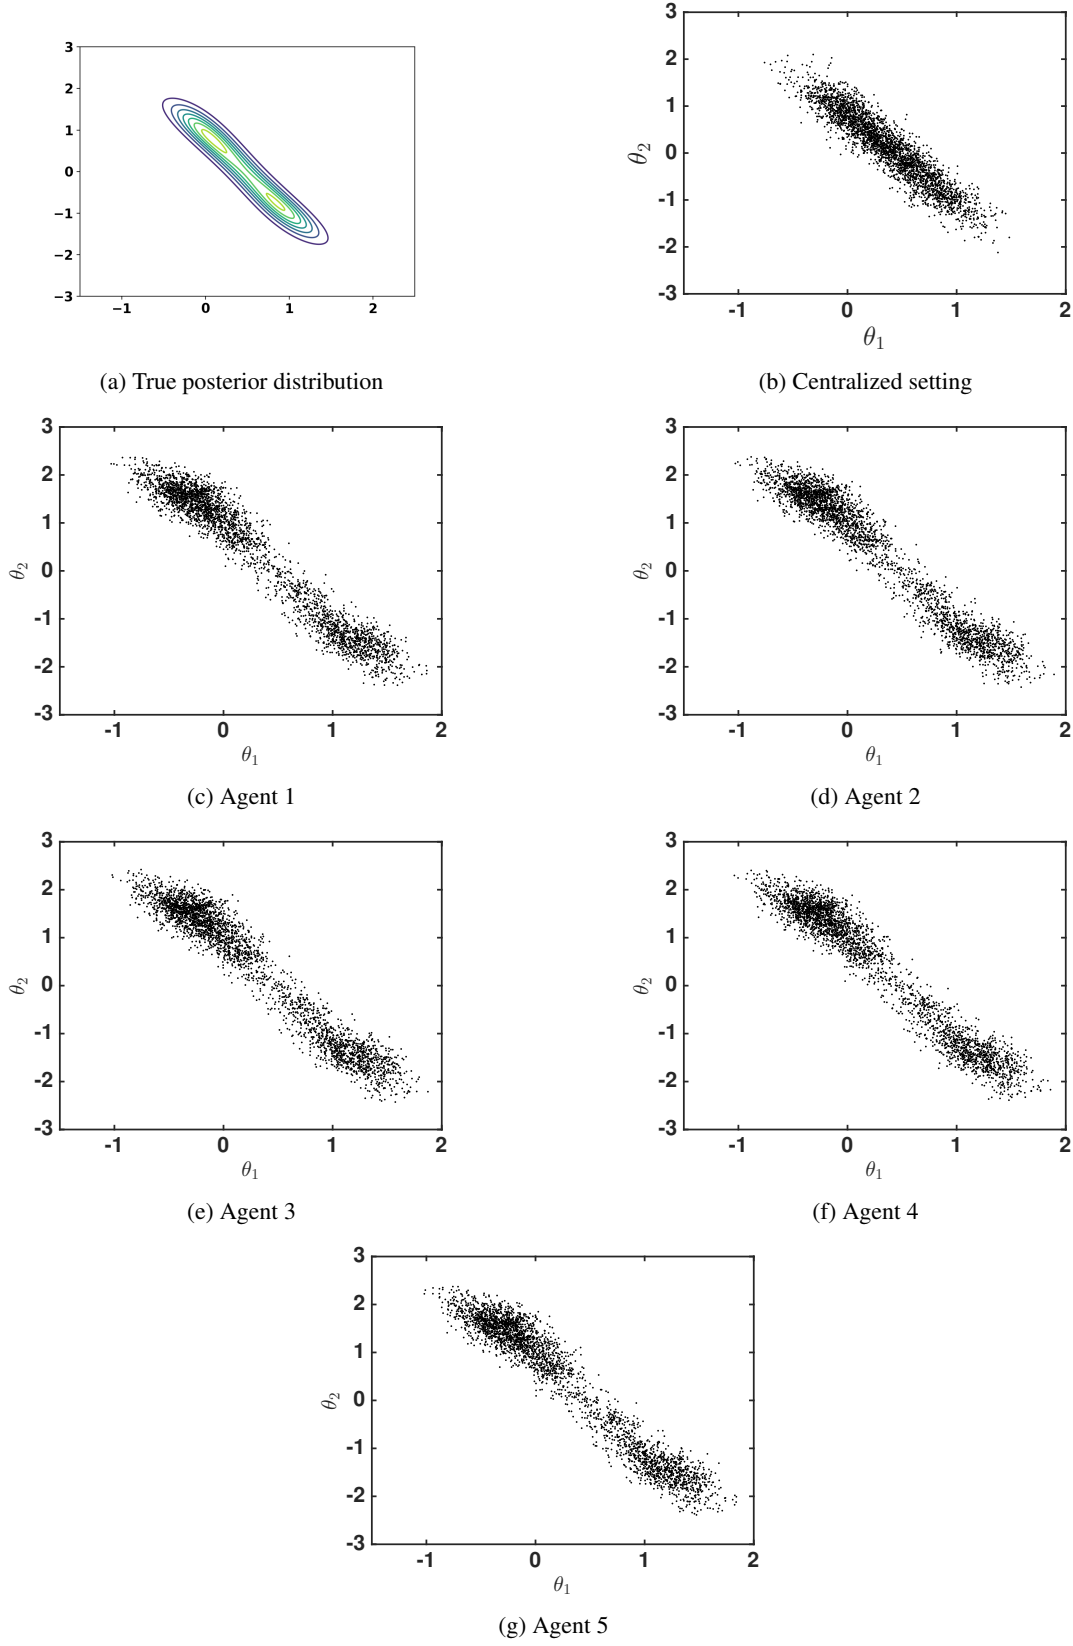 3
2
1
0
−1
−2
−3
−1 0 1 2
(a) True posterior distribution
3
2
1
0
-1
-2
-3
θ2
-1 0 1 2
θ1
(b) Centralized setting
3
2
1
0
-1
-2
-3
θ2
-1 0 1 2
θ1
(c) Agent 1
3
2
1
0
-1
-2
-3
θ2
-1 0 1 2
θ1
(d) Agent 2
3
2
1
0
-1
-2
-3
θ2
-1 0 1 2
θ1
(e) Agent 3
3
2
1
0
-1
-2
-3
θ2
-1 0 1 2
θ1
(f) Agent 4
3
2
1
0
-1
-2
-3
θ2
-1 0 1 2
θ1
(g) Agent 5